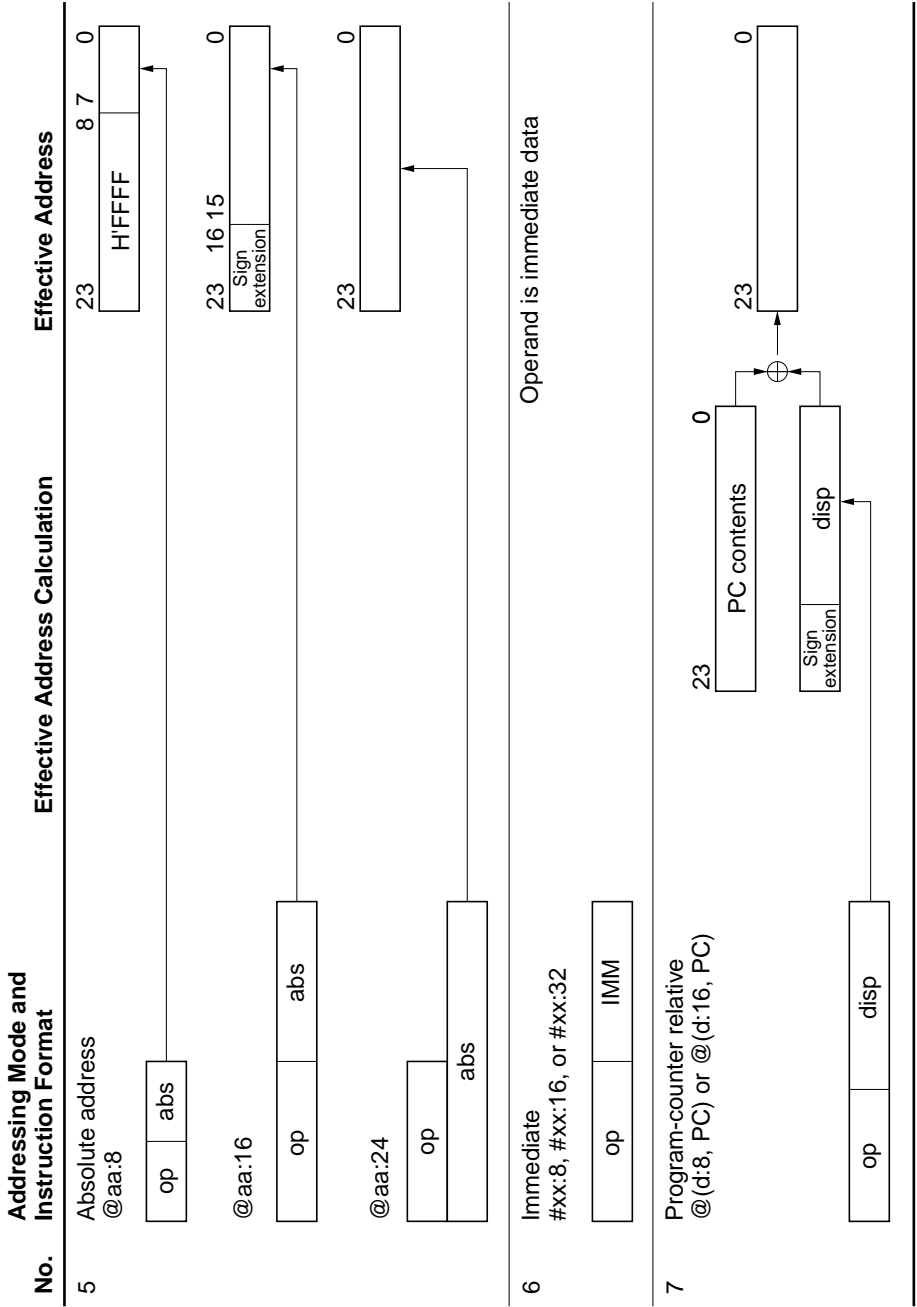 No.
Addressing Mode and
Instruction Format
Effective Address Calculation
Effective Address
5
Absolute address
@aa:8
op
abs
23
8 7
0
H'FFFF
@aa:16
op
abs
23
16 15
0
Sign
extension
@aa:24
op
abs
23
0
6
Immediate
#xx:8, #xx:16, or #xx:32
op
IMM
Operand is immediate data
7
Program-counter relative
@(d:8, PC) or @(d:16, PC)
op
disp
23
0
PC contents
Sign
extension
disp
23
0